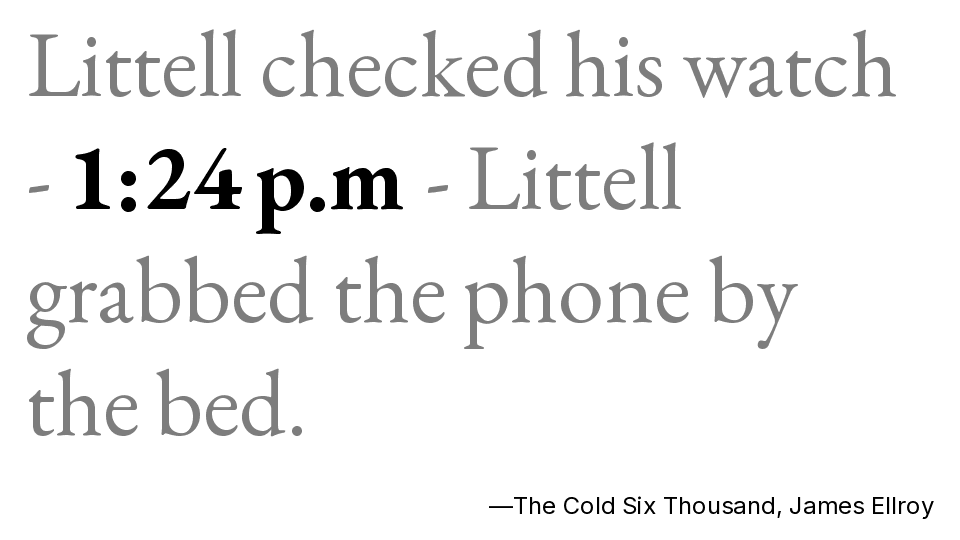 Littell checked his watch
- 1:24 p.m - Littell
grabbed the phone by
the bed.
—The Cold Six Thousand, James Ellroy